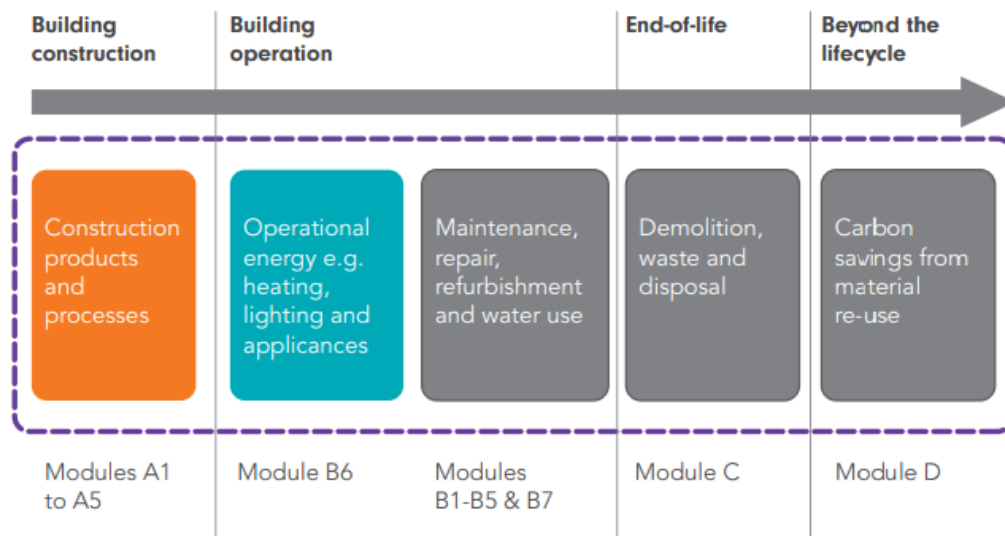 Building
construction
Building
operation
End-of-life
Beyond the
lifecycle
Construction
products
and
processes
Operational
energy e.g.
heating,
lighting and
applicances
Maintenance,
repair,
refurbishment
and water use
Demolition,
waste and
disposal
Carbon
savings from
material
re-use
Modules A1
to A5
Module B6
Modules
B1-B5 & B7
Module C
Module D